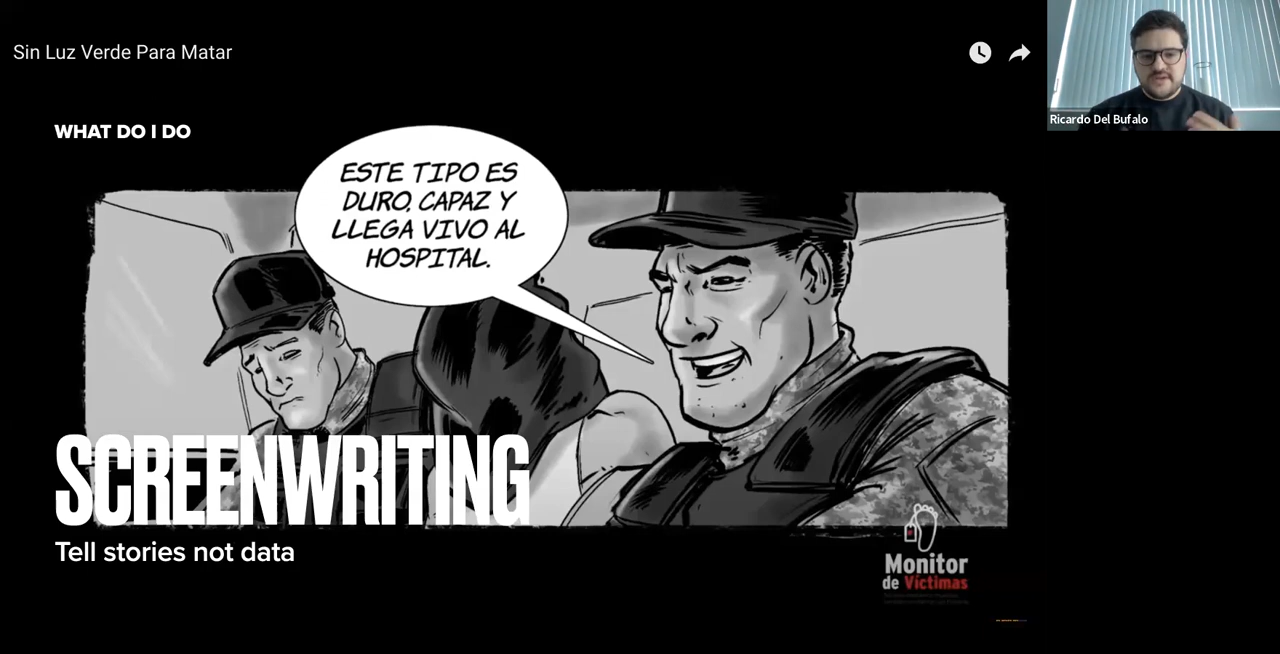 Sin Luz Verde Para Matar
Ricardo Del Bufalo
WHAT DO I DO
ESTE TIPO ES
DURO, CAPAZ Y
LLEGA VIVO AL
HOSPITAL.
SCREENWRITING
Tell stories not data
Monitor
de Víctimas